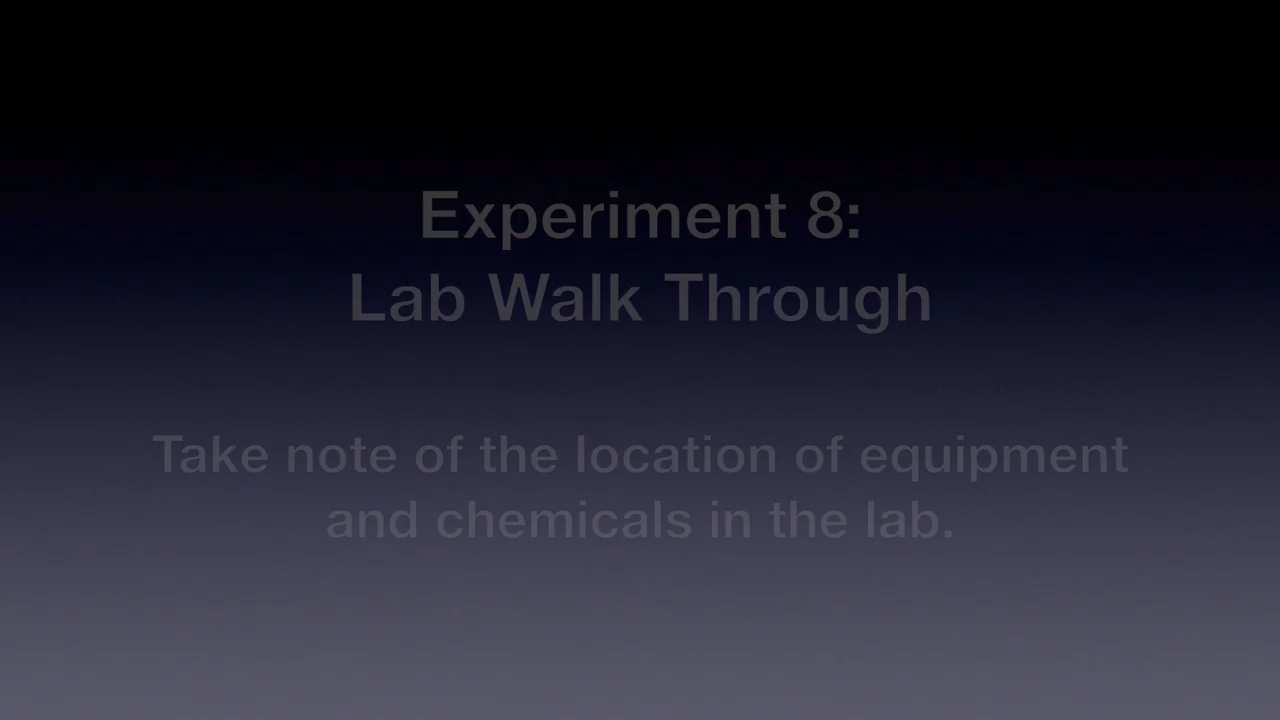 Experiment 8:
Lab Walk Through
Take note of the location of equipment
and chemicals in the lab.